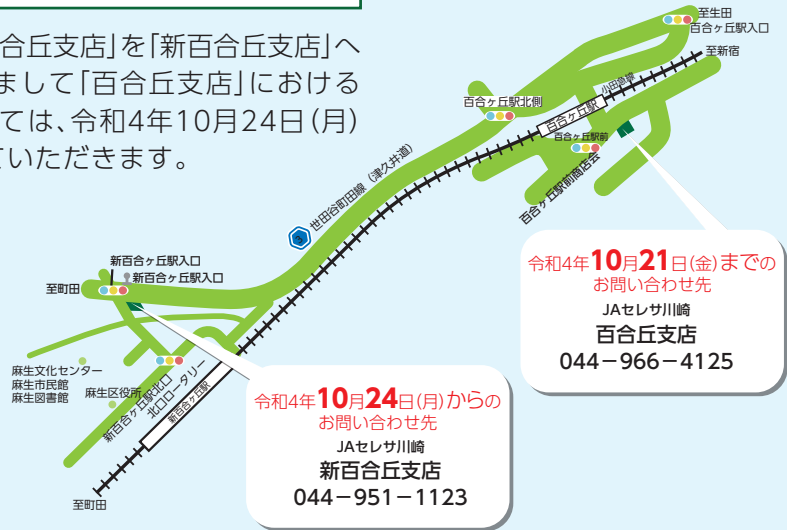 合丘支店」を「新百合丘支店」へ
まして「百合丘支店」における
ては、令和4年10月24日(月)
ていただきます。
至生田
百合ヶ丘駅入口
至新宿
小田急線
百合ヶ丘駅北側
百合ヶ丘駅
百合ヶ丘駅前
百合ヶ丘駅前商店会
世田谷町田線(津久井道)
3
新百合ヶ丘駅入口
新百合ヶ丘駅入口
至町田
麻生文化センター
麻生市民館
麻生図書館
麻生区役所
新百合ヶ丘駅北口
北口ロータリー
新百合ヶ丘駅
至町田
令和4年10月21日(金)までの
お問い合わせ先
JAセレサ川崎
百合丘支店
044-966-4125
令和4年10月24日(月)からの
お問い合わせ先
JAセレサ川崎
新百合丘支店
044-951-1123